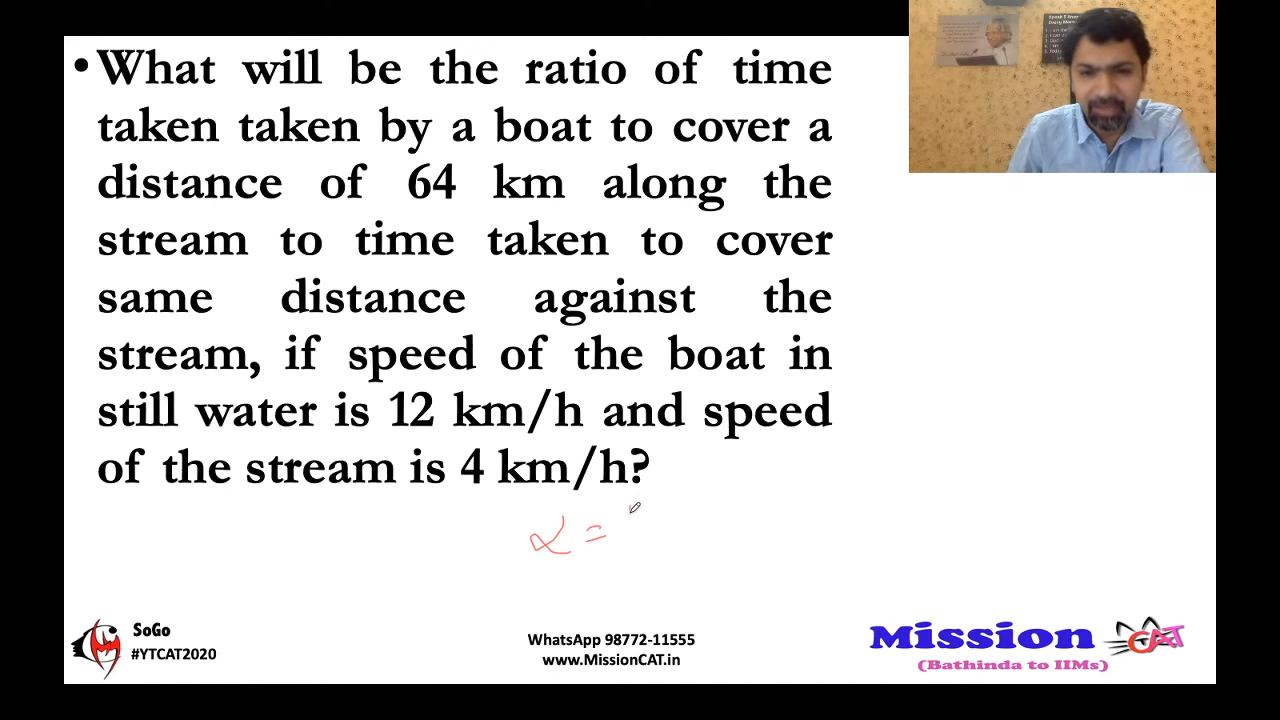 •What will be the ratio of time
taken taken by a boat to cover a
distance of 64 km along the
stream to time taken to cover
same distance against the
stream, if speed of the boat in
still water is 12 km/h and speed
of the stream is 4 km/h?
SoGo
#YTCAT2020
WhatsApp 98772-11555
www.MissionCAT.in
Mission CAT
(Bathinda to IIMs)